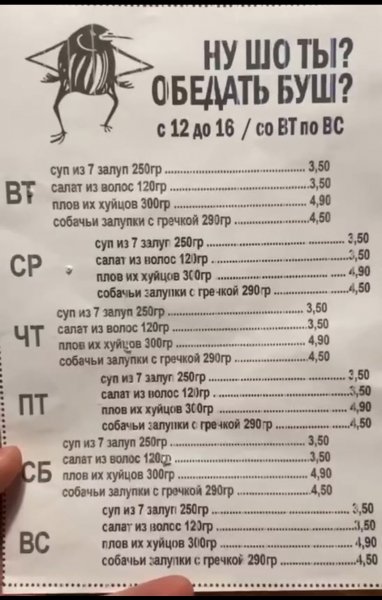 НУ ШО ТЫ?
ОБЕДАТЬ БУШ?
с 12 до 16 / со ВТ по ВС
ВТ
суп из 7 залуп 250гр 3,50
салат из волос 120гр 3,50
плов их хуйцов 300гр 4,90
собачьи залупки с гречкой 290гр 4,50
СР
суп из 7 залуп 250гр 3,50
салат из волос 120гр 3,50
плов их хуйцов 300гр 4,90
собачьи залупки с гречкой 290гр 4,50
ЧТ
суп из 7 залуп 250гр 3,50
салат из волос 120гр 3,50
плов их хуйцов 300гр 4,90
собачьи залупки с гречкой 290гр 4,50
ПТ
суп из 7 залуп 250гр 3,50
салат из волос 120гр 3,50
плов их хуйцов 300гр 4,90
собачьи залупки с гречкой 290гр 4,50
СБ
суп из 7 залуп 250гр 3,50
салат из волос 120гр 3,50
плов их хуйцов 300гр 4,90
собачьи залупки с гречкой 290гр 4,50
ВС
суп из 7 залуп 250гр 3,50
салат из волос 120гр 3,50
плов их хуйцов 300гр 4,90
собачьи залупки с гречкой 290гр 4,50